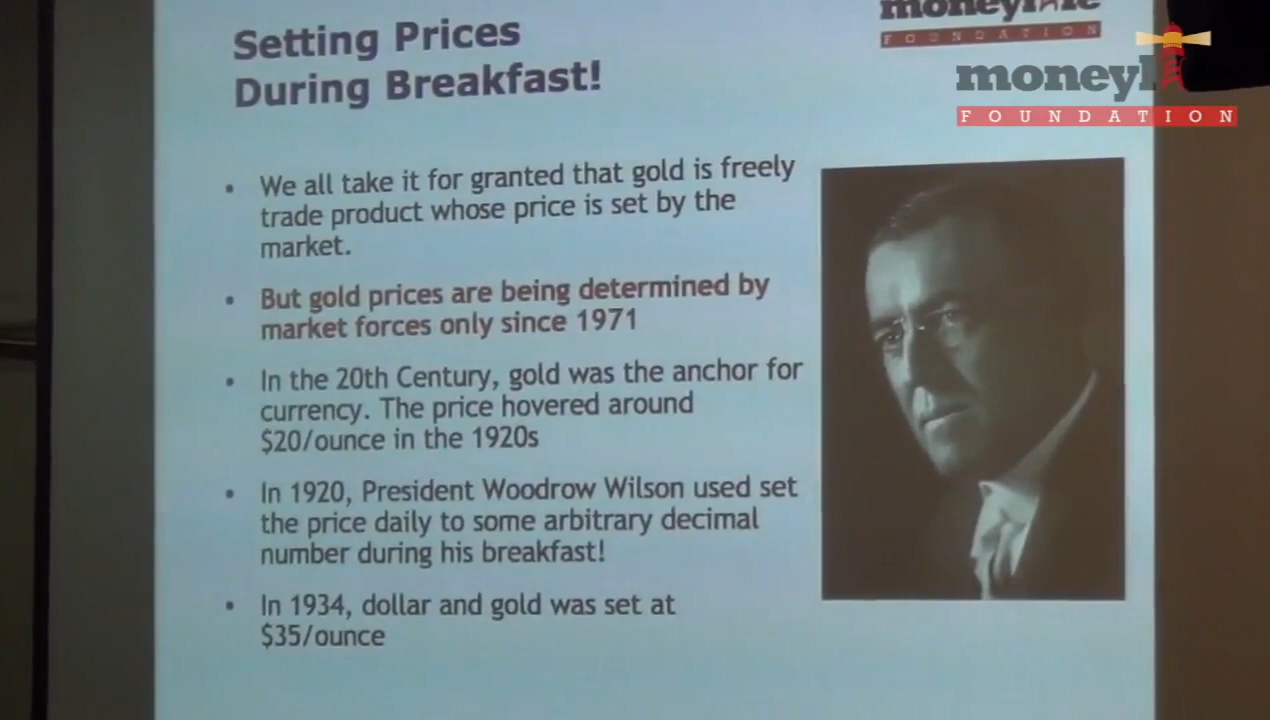 Setting Prices
During Breakfast!
FOUNDATION
FOUNDATION
• We all take it for granted that gold is freely
trade product whose price is set by the
market.
• But gold prices are being determined by
market forces only since 1971
• In the 20th Century, gold was the anchor for
currency. The price hovered around
$20/ounce in the 1920s
• In 1920, President Woodrow Wilson used set
the price daily to some arbitrary decimal
number during his breakfast!
• In 1934, dollar and gold was set at
$35/ounce